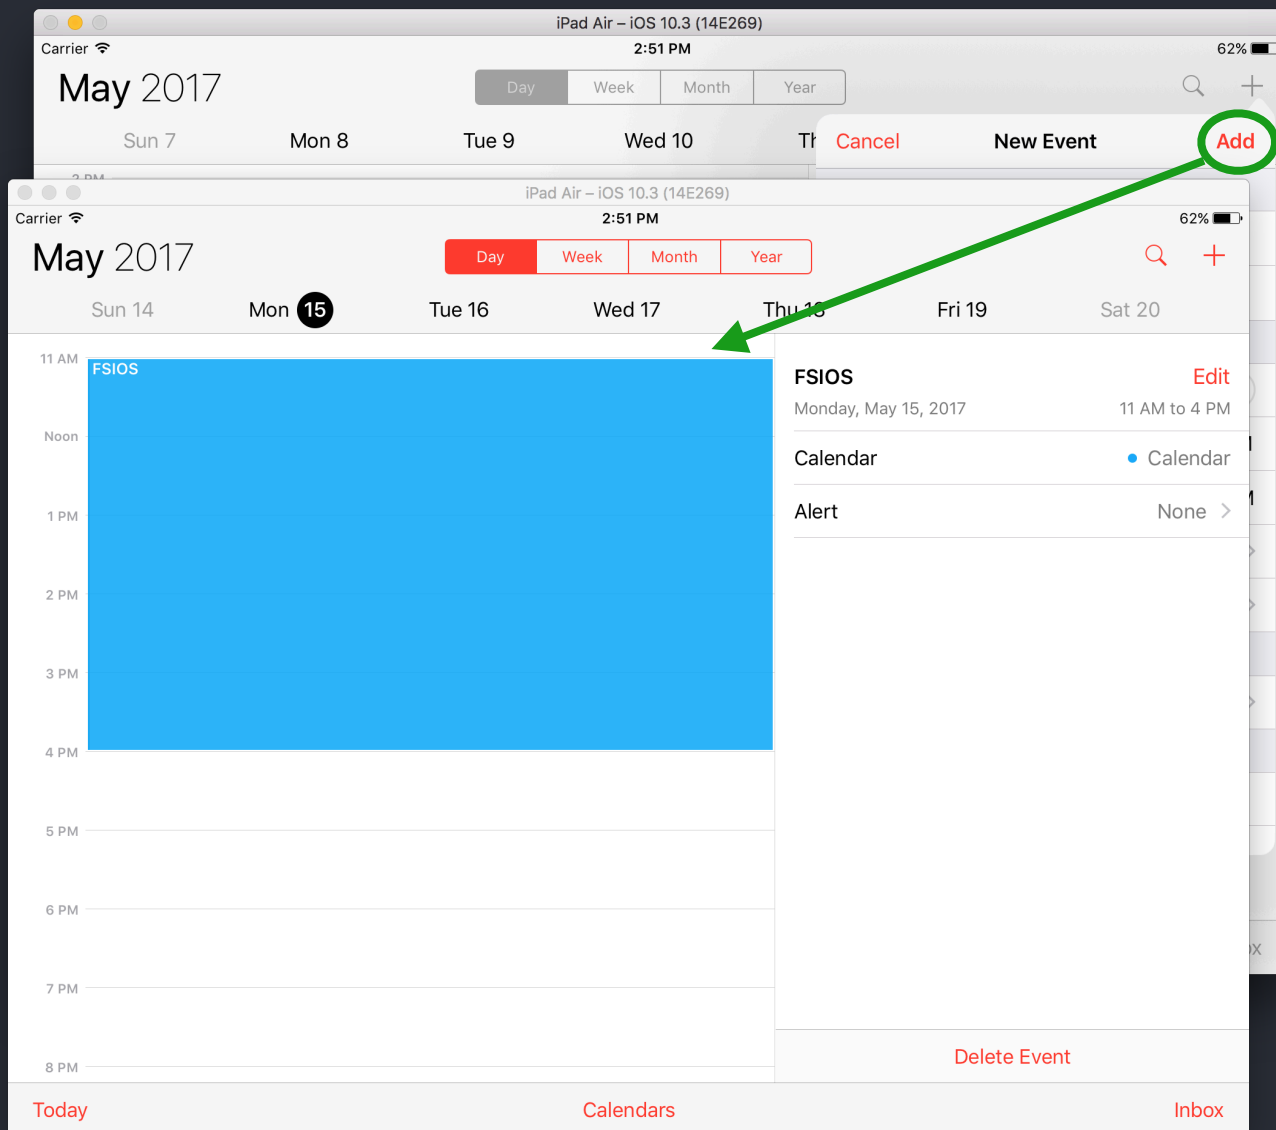 iPad Air – iOS 10.3 (14E269)
Carrier 2:51 PM 62%
May 2017 Day Week Month Year
Sun 7 Mon 8 Tue 9 Wed 10
Cancel New Event Add
iPad Air – iOS 10.3 (14E269)
Carrier 2:51 PM 62%
May 2017 Day Week Month Year
Sun 14 Mon 15 Tue 16 Wed 17 Thu 18 Fri 19 Sat 20
11 AM
FSIOS
Noon
1 PM
2 PM
3 PM
4 PM
5 PM
6 PM
7 PM
8 PM
FSIOS Edit
Monday, May 15, 2017 11 AM to 4 PM
Calendar Calendar
Alert None
Delete Event
Today Calendars Inbox